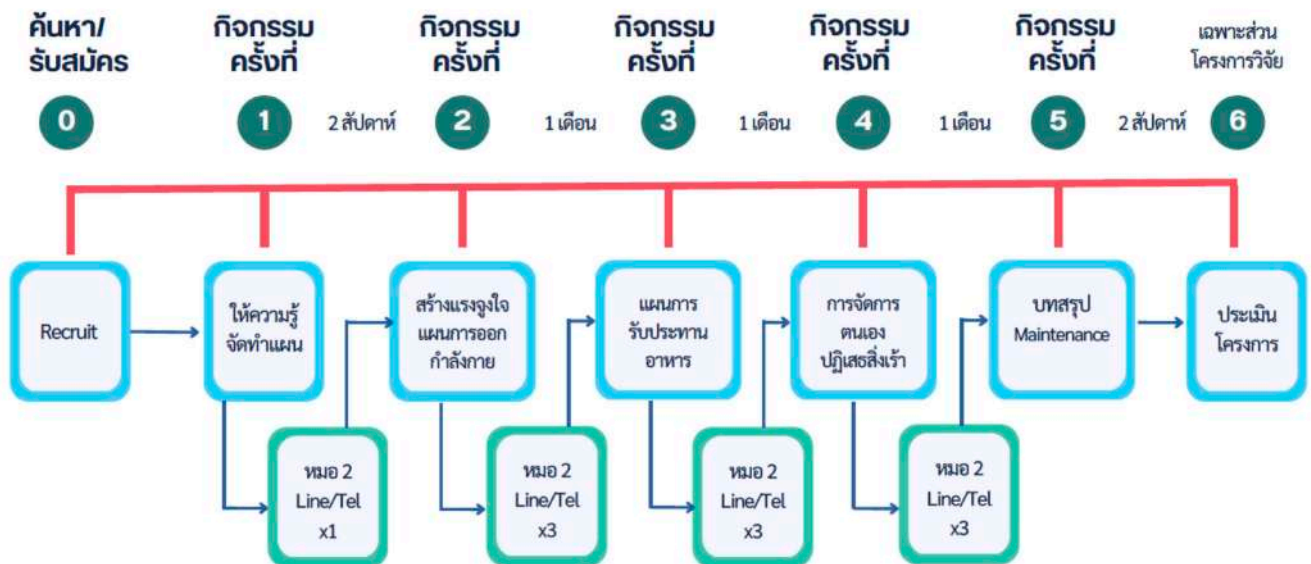 ค้นหา/
รับสมัคร
กิจกรรม
ครั้งที่
กิจกรรม
ครั้งที่
กิจกรรม
ครั้งที่
กิจกรรม
ครั้งที่
กิจกรรม
ครั้งที่
เฉพาะส่วน
โครงการวิจัย
0
1
2 สัปดาห์
2
1 เดือน
3
1 เดือน
4
1 เดือน
5
2 สัปดาห์
6
Recruit
ให้ความรู้
จัดทำแผน
สร้างแรงจูงใจ
แผนการออก
กำลังกาย
แผนการ
รับประทาน
อาหาร
การจัดการ
ตนเอง
ปฏิเสธสิ่งเร้า
บทสรุป
Maintenance
ประเมิน
โครงการ
หมอ 2
Line/Tel
x1
หมอ 2
Line/Tel
x3
หมอ 2
Line/Tel
x3
หมอ 2
Line/Tel
x3